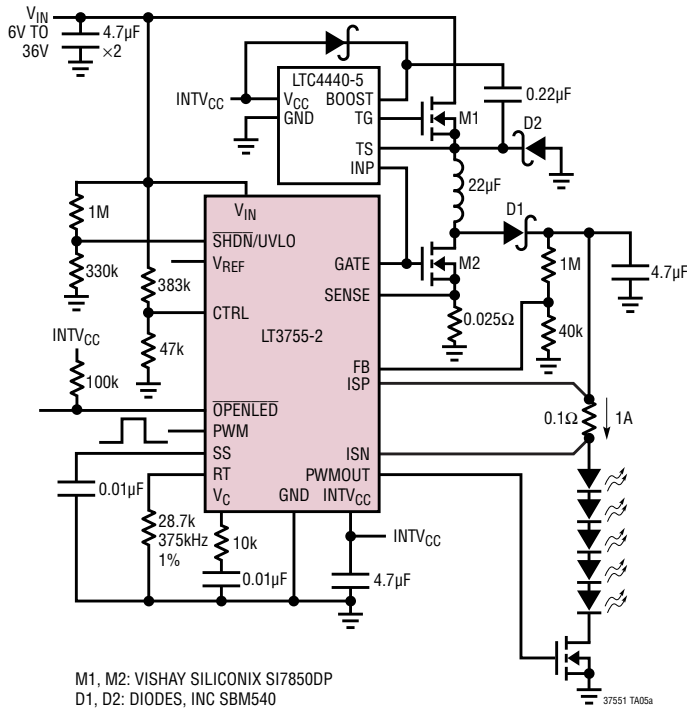 VIN
6V TO
36V
4.7µF
×2
LTC4440-5
INTVCC
VCC
GND
BOOST
TG
TS
INP
0.22µF
M1
D2
22µF
D1
1M
330k
383k
47k
VIN
SHDN/UVLO
VREF
CTRL
LT3755-2
GATE
SENSE
M2
0.025Ω
1M
40k
4.7µF
INTVCC
100k
FB
ISP
OPENLED
PWM
SS
RT
VC
GND
INTVCC
ISN
PWMOUT
0.1Ω
1A
0.01µF
28.7k
375kHz
1%
10k
0.01µF
INTVCC
4.7µF
M1, M2: VISHAY SILICONIX SI7850DP
D1, D2: DIODES, INC SBM540
37551 TA05a